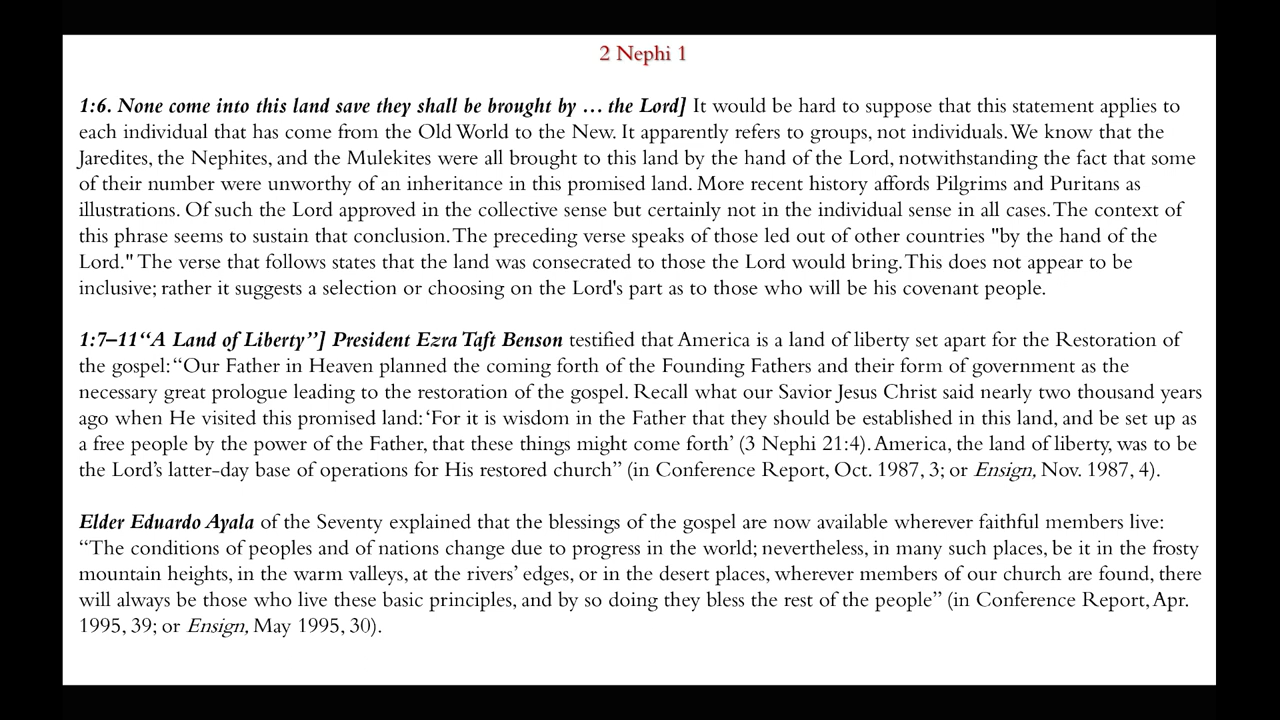 2 Nephi 1
1:6. None come into this land save they shall be brought by … the Lord] It would be hard to suppose that this statement applies to
each individual that has come from the Old World to the New. It apparently refers to groups, not individuals. We know that the
Jaredites, the Nephites, and the Mulekites were all brought to this land by the hand of the Lord, notwithstanding the fact that some
of their number were unworthy of an inheritance in this promised land. More recent history affords Pilgrims and Puritans as
illustrations. Of such the Lord approved in the collective sense but certainly not in the individual sense in all cases. The context of
this phrase seems to sustain that conclusion. The preceding verse speaks of those led out of other countries "by the hand of the
Lord." The verse that follows states that the land was consecrated to those the Lord would bring. This does not appear to be
inclusive; rather it suggests a selection or choosing on the Lord's part as to those who will be his covenant people.
1:7–11“A Land of Liberty”] President Ezra Taft Benson testified that America is a land of liberty set apart for the Restoration of
the gospel: “Our Father in Heaven planned the coming forth of the Founding Fathers and their form of government as the
necessary great prologue leading to the restoration of the gospel. Recall what our Savior Jesus Christ said nearly two thousand years
ago when He visited this promised land: ‘For it is wisdom in the Father that they should be established in this land, and be set up as
a free people by the power of the Father, that these things might come forth’ (3 Nephi 21:4). America, the land of liberty, was to be
the Lord’s latter-day base of operations for His restored church” (in Conference Report, Oct. 1987, 3; or Ensign, Nov. 1987, 4).
Elder Eduardo Ayala of the Seventy explained that the blessings of the gospel are now available wherever faithful members live:
“The conditions of peoples and of nations change due to progress in the world; nevertheless, in many such places, be it in the frosty
mountain heights, in the warm valleys, at the rivers’ edges, or in the desert places, wherever members of our church are found, there
will always be those who live these basic principles, and by so doing they bless the rest of the people” (in Conference Report, Apr.
1995, 39; or Ensign, May 1995, 30).